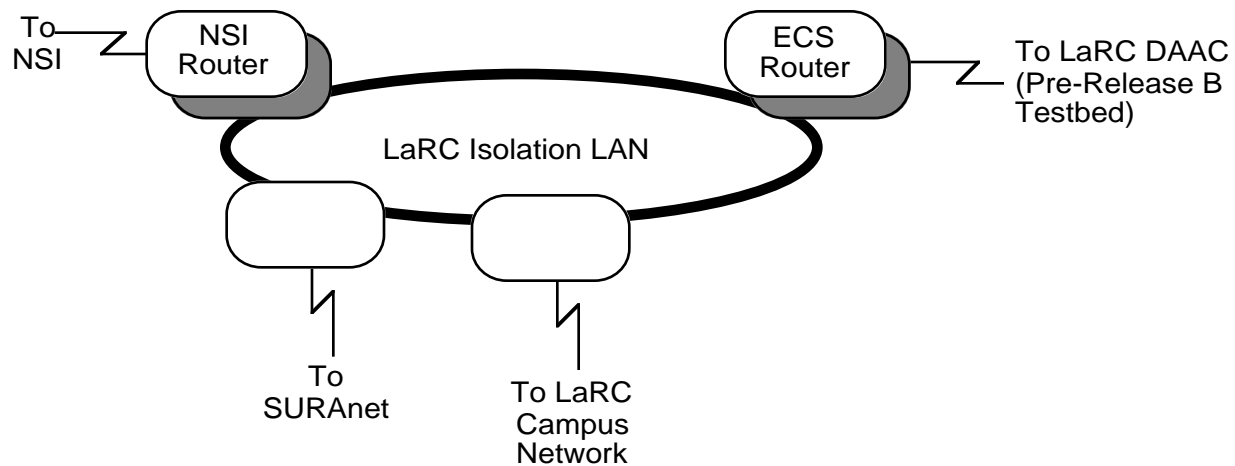 To
NSI
NSI
Router
ECS
Router
To LaRC DAAC
(Pre-Release B
Testbed)
LaRC Isolation LAN
To
SURAnet
To LaRC
Campus
Network